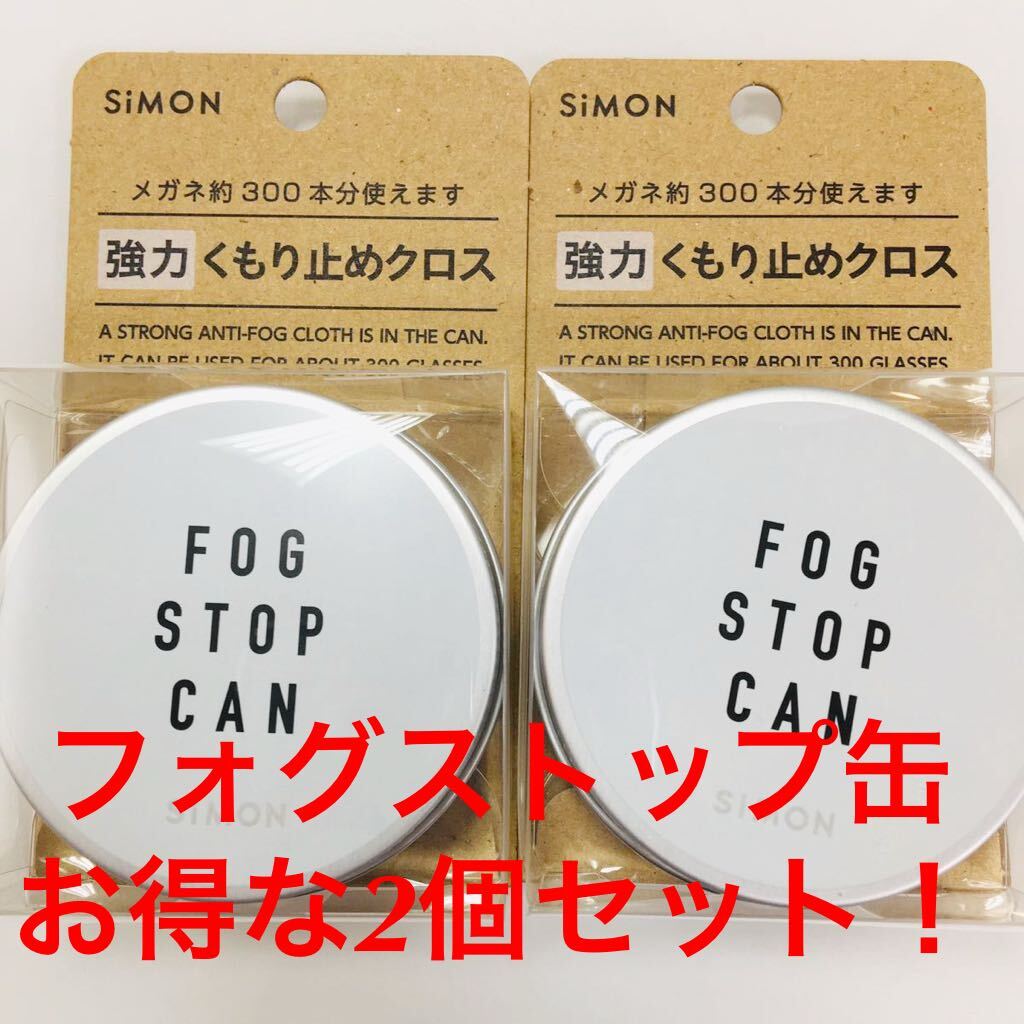 SiMON
メガネ約300本分使えます
強力くもり止めクロス
A STRONG ANTI-FOG CLOTH IS IN THE CAN.
IT CAN BE USED FOR ABOUT 300 GLASSES
FOG
STOP
CAN
SiMON
SiMON
メガネ約300本分使えます
強力くもり止めクロス
A STRONG ANTI-FOG CLOTH IS IN THE CAN.
IT CAN BE USED FOR ABOUT 300 GLASSES
FOG
STOP
CAN
SiMON
フォグストップ缶
お得な2個セット！